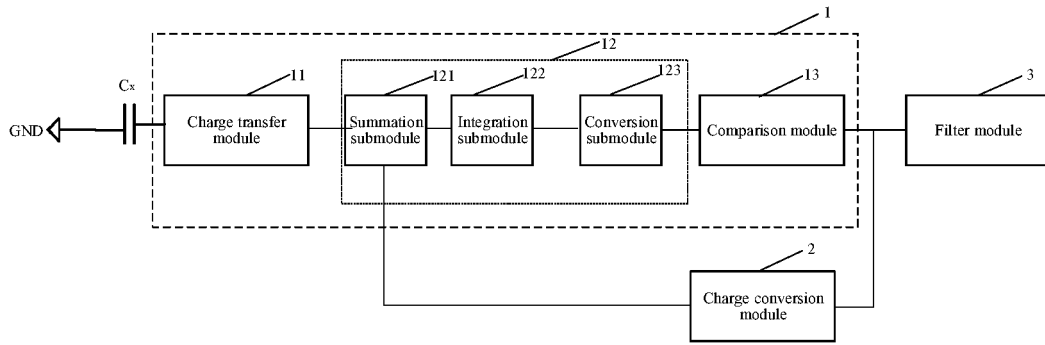 1
12
11
121
122
123
13
3
Cx
GND
Charge transfer
module
Summation
submodule
Integration
submodule
Conversion
submodule
Comparison module
Filter module
2
Charge conversion
module